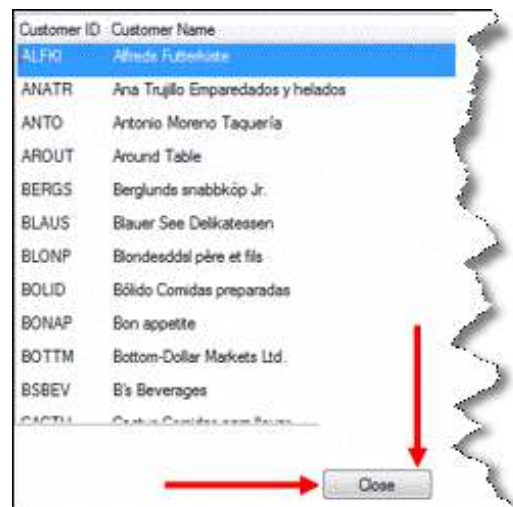 Customer ID Customer Name
ALFKI Alfreds Futterkiste
ANATR Ana Trujillo Emparedados y helados
ANTO Antonio Moreno Taquería
AROUT Around Table
BERGS Berglunds snabbköp Jr.
BLAUS Blauer See Delikatessen
BLONP Blondesddsl père et fils
BOLID Bólido Comidas preparadas
BONAP Bon appetite
BOTTM Bottom-Dollar Markets Ltd.
BSBEV B's Beverages
Close